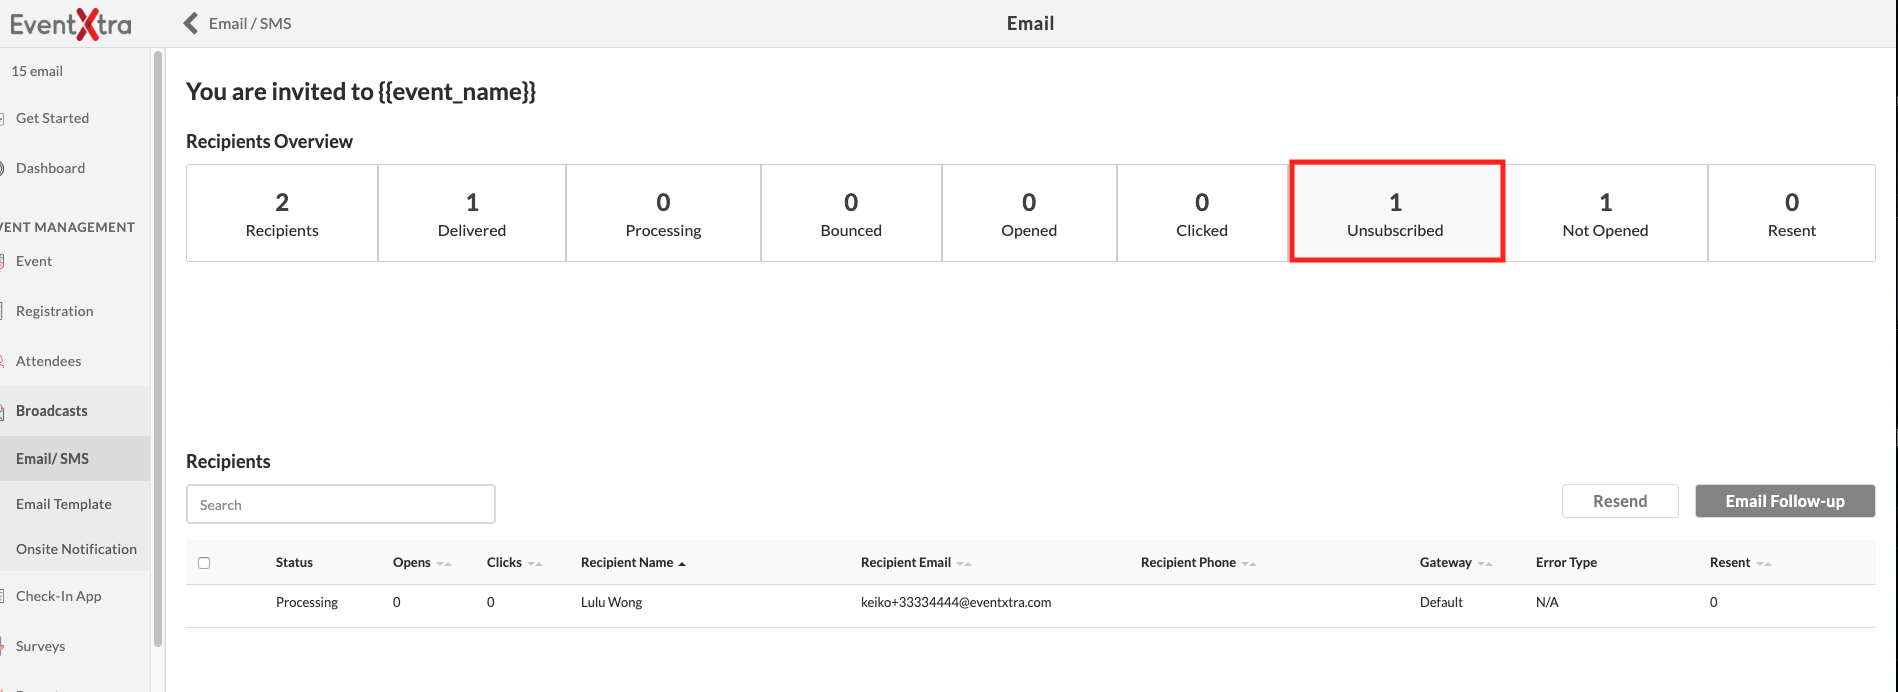 EventXtra
Email / SMS
Email
15 email
Get Started
Dashboard
VENT MANAGEMENT
Event
Registration
Attendees
Broadcasts
Email/ SMS
Email Template
Onsite Notification
Check-In App
Surveys
You are invited to {{event_name}}
Recipients Overview
2 1 0 0 0 0 1 1 0
Recipients Delivered Processing Bounced Opened Clicked Unsubscribed Not Opened Resent
Recipients
Search
Resend Email Follow-up
Status Opens Clicks Recipient Name Recipient Email Recipient Phone Gateway Error Type Resent
Processing 0 0 Lulu Wong keiko+33334444@eventxtra.com Default N/A 0